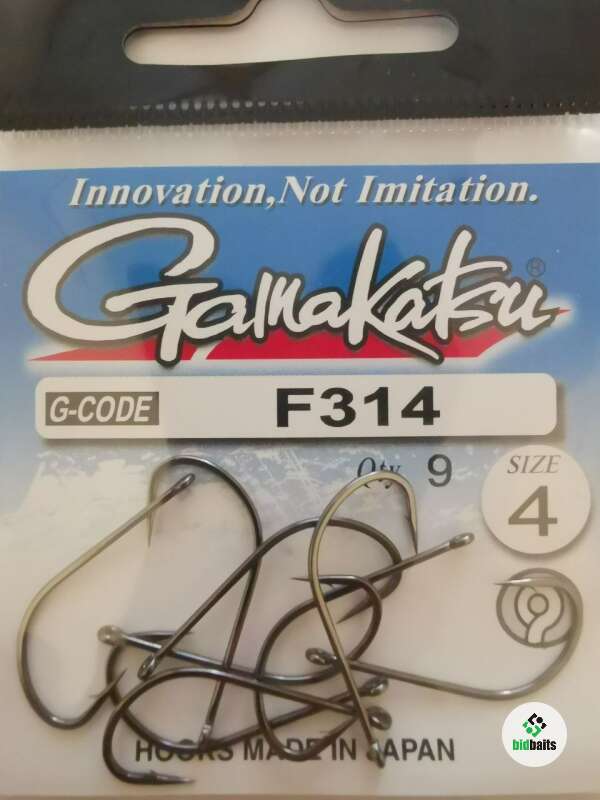 Innovation,Not Imitation.
Gamakatsu®
G-CODE F314
Qty 9 SIZE
4
HOOKS MADE IN JAPAN
bidbaits